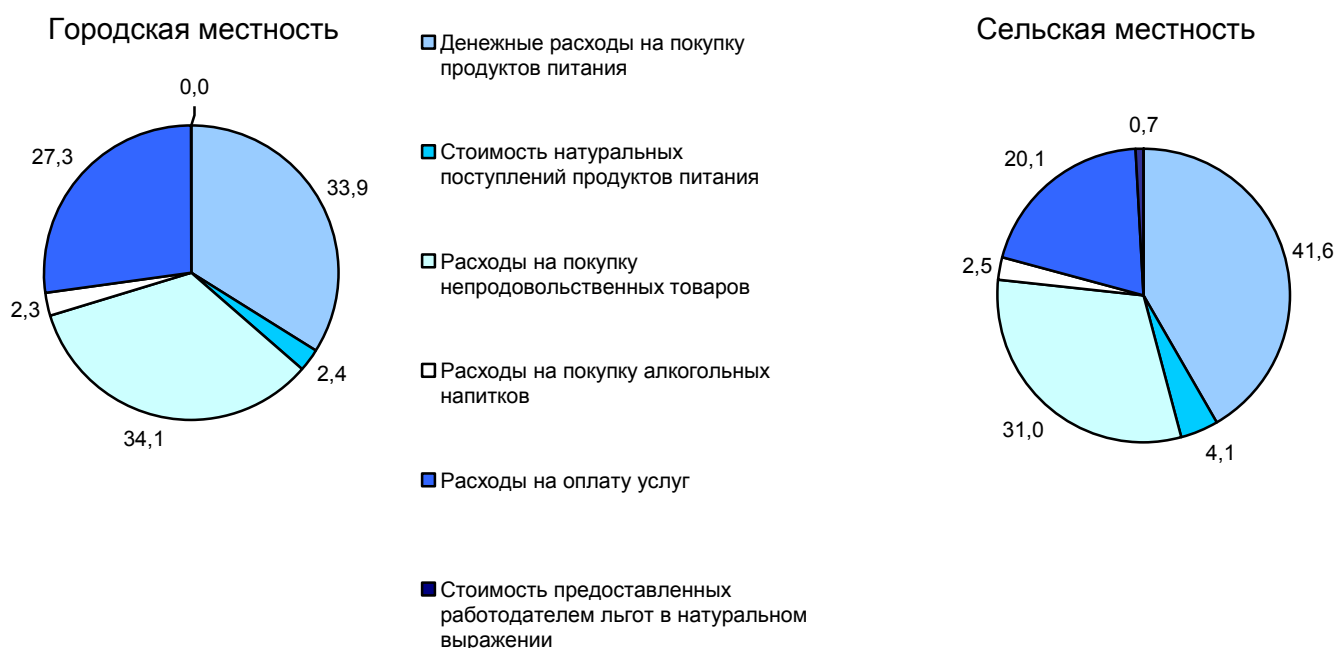 Городская местность
0,0
27,3
33,9
2,3
2,4
34,1
Денежные расходы на покупку
продуктов питания
Стоимость натуральных
поступлений продуктов питания
Расходы на покупку
непродовольственных товаров
Расходы на покупку алкогольных
напитков
Расходы на оплату услуг
Стоимость предоставленных
работодателем льгот в натуральном
выражении
Сельская местность
0,7
20,1
41,6
2,5
31,0
4,1